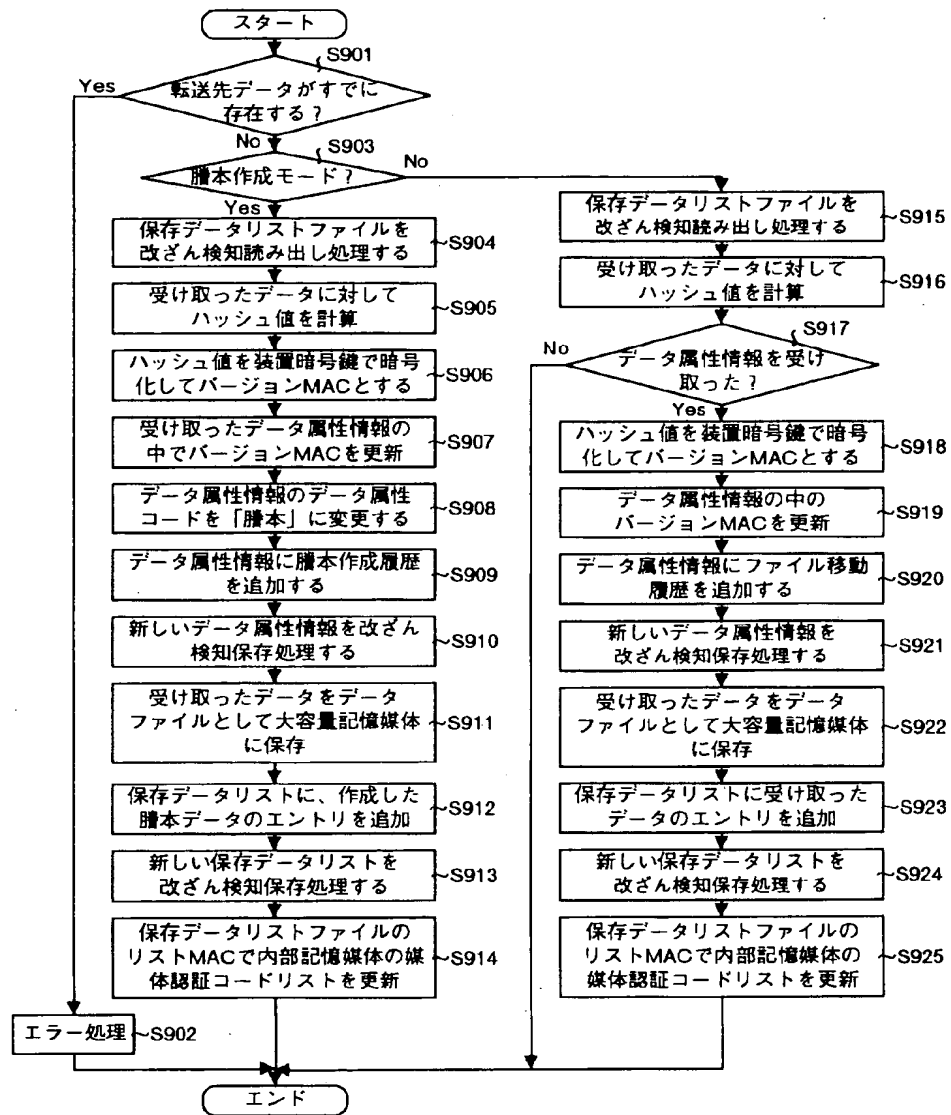 スタート
S901
Yes
転送先データがすでに
存在する?
No
S903
謄本作成モード?
No
Yes
保存データリストファイルを
改ざん検知読み出し処理する
S904
受け取ったデータに対して
ハッシュ値を計算
S905
ハッシュ値を装置暗号鍵で暗号
化してバージョンMACとする
S906
受け取ったデータ属性情報の
中でバージョンMACを更新
S907
データ属性情報のデータ属性
コードを「謄本」に変更する
S908
データ属性情報に謄本作成履歴
を追加する
S909
新しいデータ属性情報を改ざん
検知保存処理する
S910
受け取ったデータをデータ
ファイルとして大容量記憶媒体
に保存
S911
保存データリストに、作成した
謄本データのエントリを追加
S912
新しい保存データリストを
改ざん検知保存処理する
S913
保存データリストファイルの
リストMACで内部記憶媒体の媒
体認証コードリストを更新
S914
保存データリストファイルを
改ざん検知読み出し処理する
S915
受け取ったデータに対して
ハッシュ値を計算
S916
S917
No
データ属性情報を受け
取った?
Yes
ハッシュ値を装置暗号鍵で暗号
化してバージョンMACとする
S918
データ属性情報の中の
バージョンMACを更新
S919
データ属性情報にファイル移動
履歴を追加する
S920
新しいデータ属性情報を
改ざん検知保存処理する
S921
受け取ったデータをデータ
ファイルとして大容量記憶媒体
に保存
S922
保存データリストに受け取った
データのエントリを追加
S923
新しい保存データリストを
改ざん検知保存処理する
S924
保存データリストファイルの
リストMACで内部記憶媒体の
媒体認証コードリストを更新
S925
エラー処理
S902
エンド